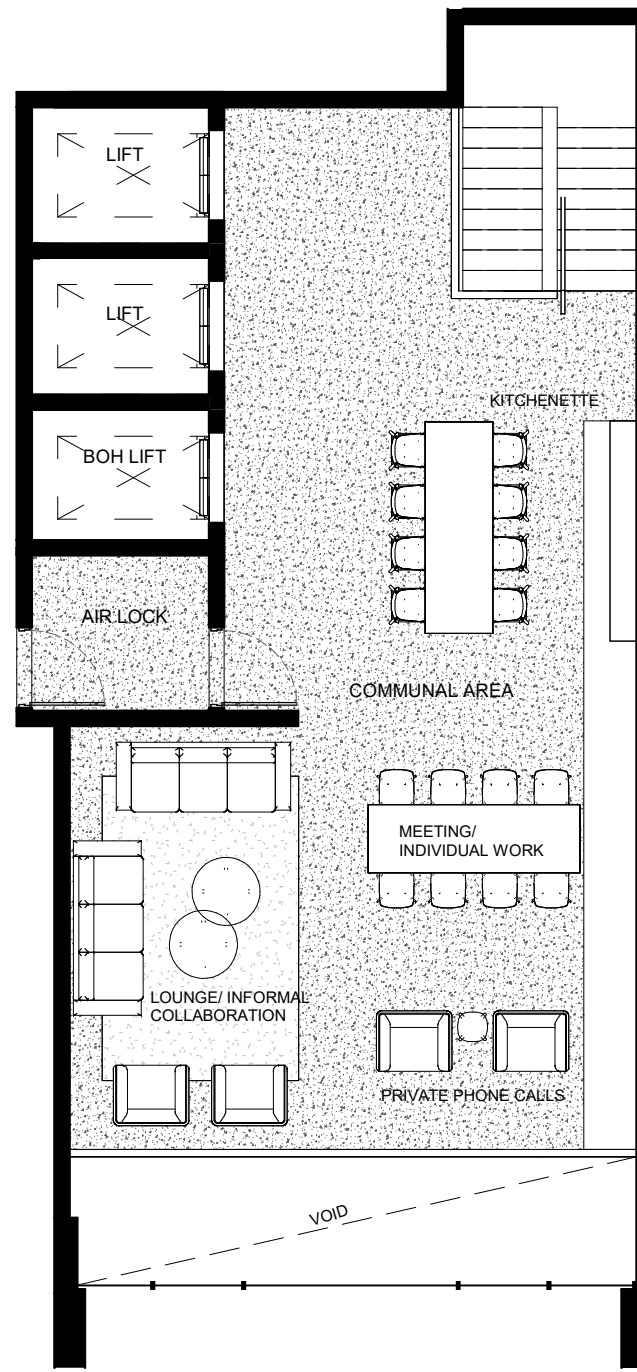 LIFT
LIFT
KITCHENETTE
BOH LIFT
AIR LOCK
COMMUNAL AREA
MEETING/
INDIVIDUAL WORK
LOUNGE/ INFORMAL
COLLABORATION
PRIVATE PHONE CALLS
VOID